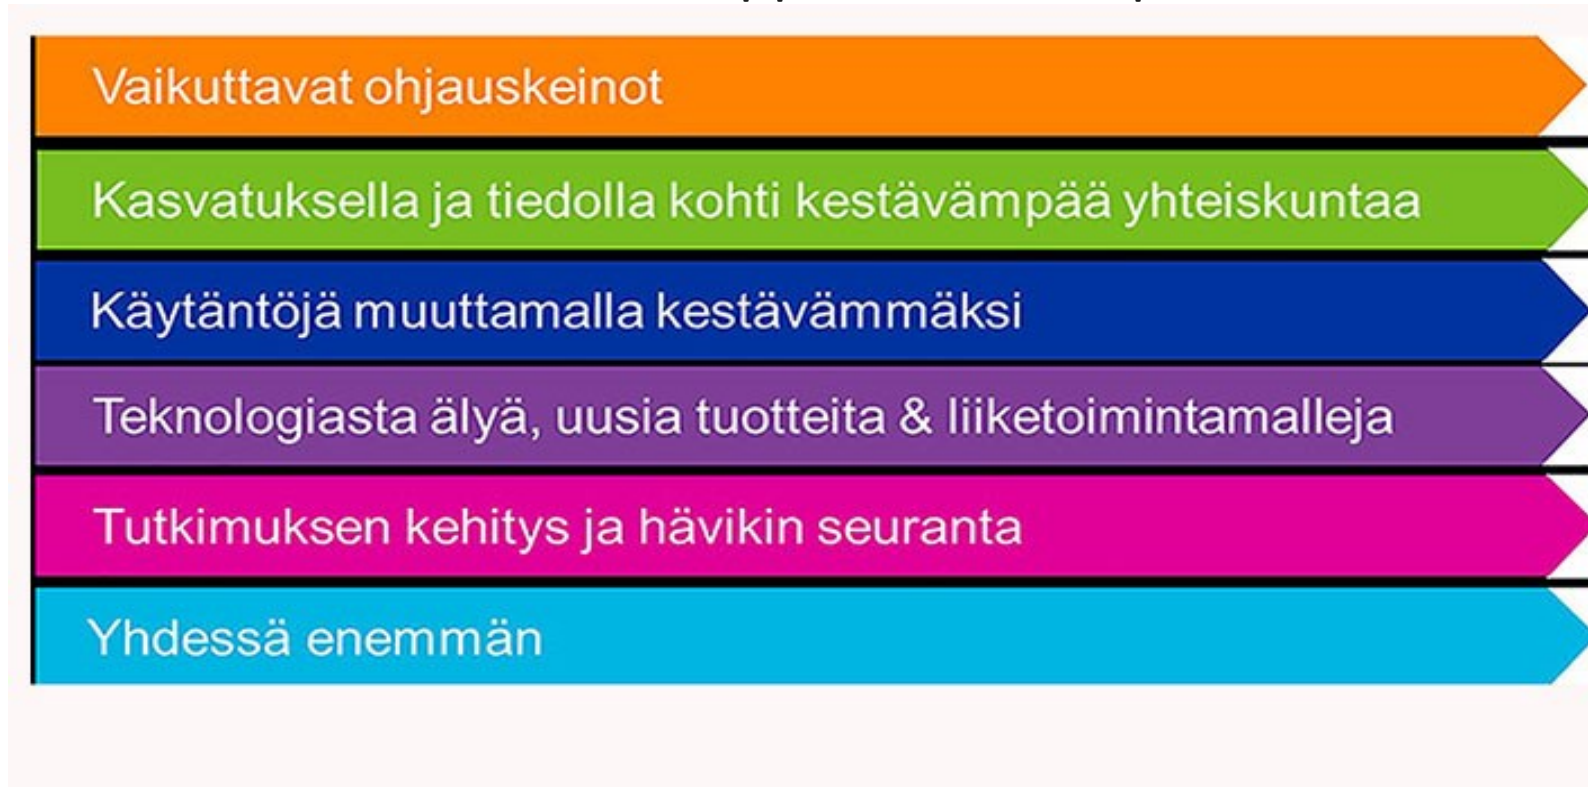 Vaikuttavat ohjauskeinot
Kasvatuksella ja tiedolla kohti kestävämpää yhteiskuntaa
Käytäntöjä muuttamalla kestävämmäksi
Teknologiasta älyä, uusia tuotteita & liiketoimintamalleja
Tutkimuksen kehitys ja hävikin seuranta
Yhdessä enemmän